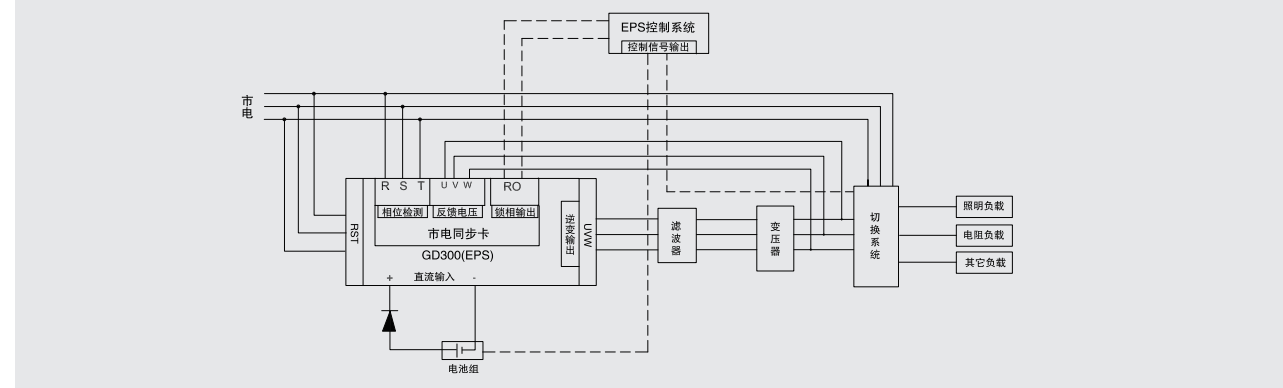 EPS控制系统
控制信号输出
市电
R S T U V W RO
相位检测 反馈电压 锁相输出
市电同步卡
GD300(EPS)
RST
逆变输出
UVW
+ 直流输入 -
电池组
滤波器
变压器
切换系统
照明负载
电阻负载
其它负载